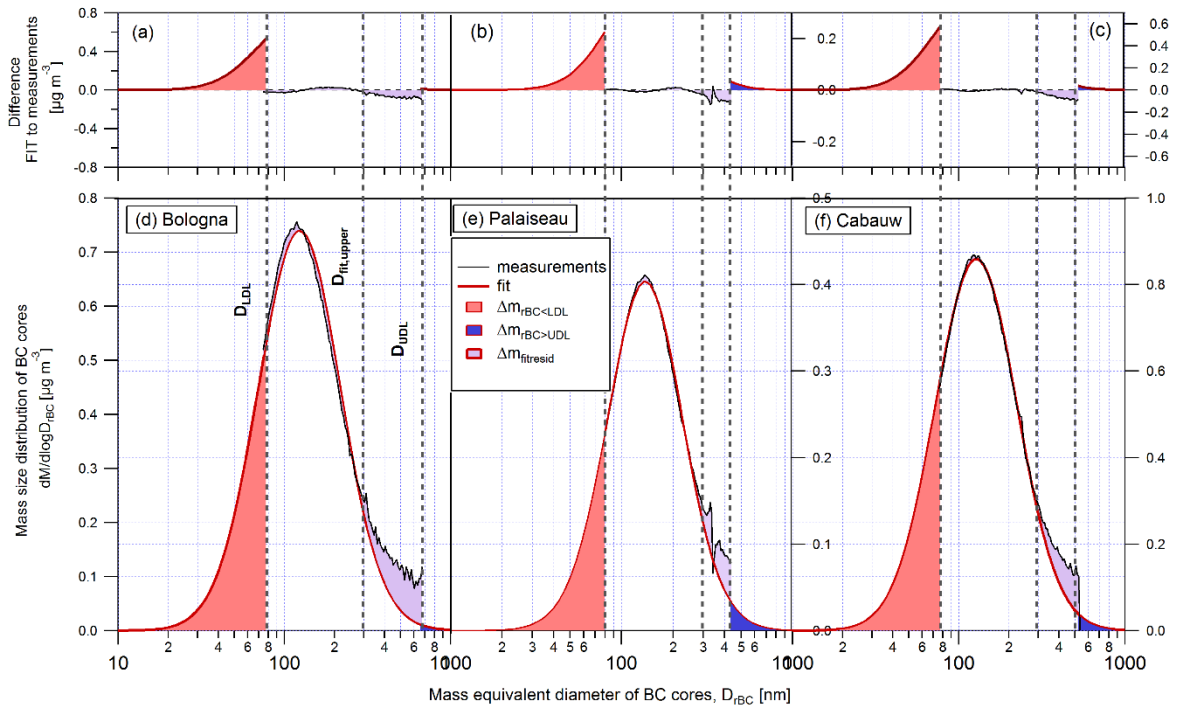 (a)
(b)
(c)
Difference
FIT to measurements
[µg m⁻³]
0.8
0.4
0.0
-0.4
-0.8
0.2
0.0
-0.2
0.6
0.4
0.2
0.0
-0.2
-0.4
-0.6
(d) Bologna
(e) Palaiseau
(f) Cabauw
D_LDL
D_fit,upper
D_UDL
measurements
fit
Δm_rBC<LDL
Δm_rBC>UDL
Δm_fitresid
Mass size distribution of BC cores
dM/dlogD_rBC [µg m⁻³]
0.8
0.7
0.6
0.5
0.4
0.3
0.2
0.1
0.0
0.5
0.4
0.3
0.2
0.1
0.0
1.0
0.8
0.6
0.4
0.2
0.0
10 2 4 6 8 100 2 4 6 8
2 3 4 5 6 100 2 3 4 5 6
2 4 6 8 100 2 4 6 8 1000
Mass equivalent diameter of BC cores, D_rBC [nm]